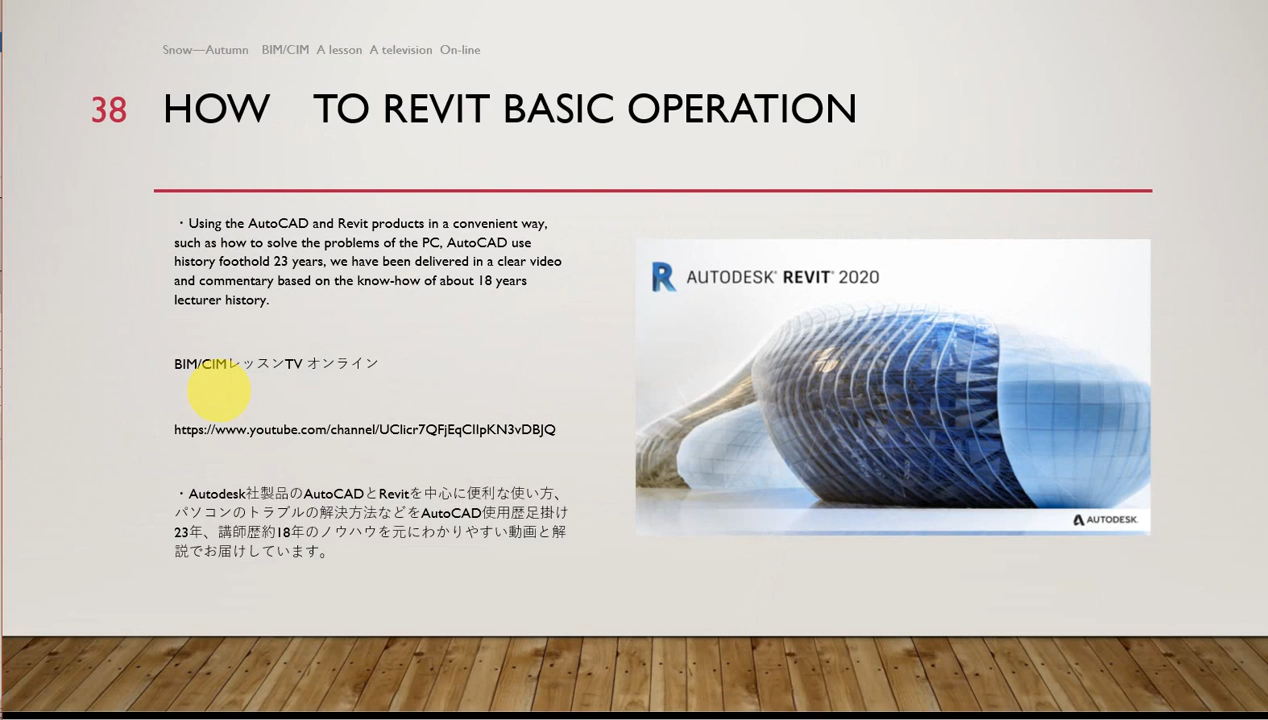 Snow—Autumn BIM/CIM A lesson A television On-line
38 HOW TO REVIT BASIC OPERATION
・Using the AutoCAD and Revit products in a convenient way,
such as how to solve the problems of the PC, AutoCAD use
history foothold 23 years, we have been delivered in a clear video
and commentary based on the know-how of about 18 years
lecturer history.
BIM/CIMレッスンTV オンライン
https://www.youtube.com/channel/UClicr7QFjEqClIpKN3vDBJQ
・Autodesk社製品のAutoCADとRevitを中心に便利な使い方、
パソコンのトラブルの解決方法などをAutoCAD使用歴足掛け
23年、講師歴約18年のノウハウを元にわかりやすい動画と解
説でお届けしています。
R AUTODESK® REVIT® 2020
AUTODESK.